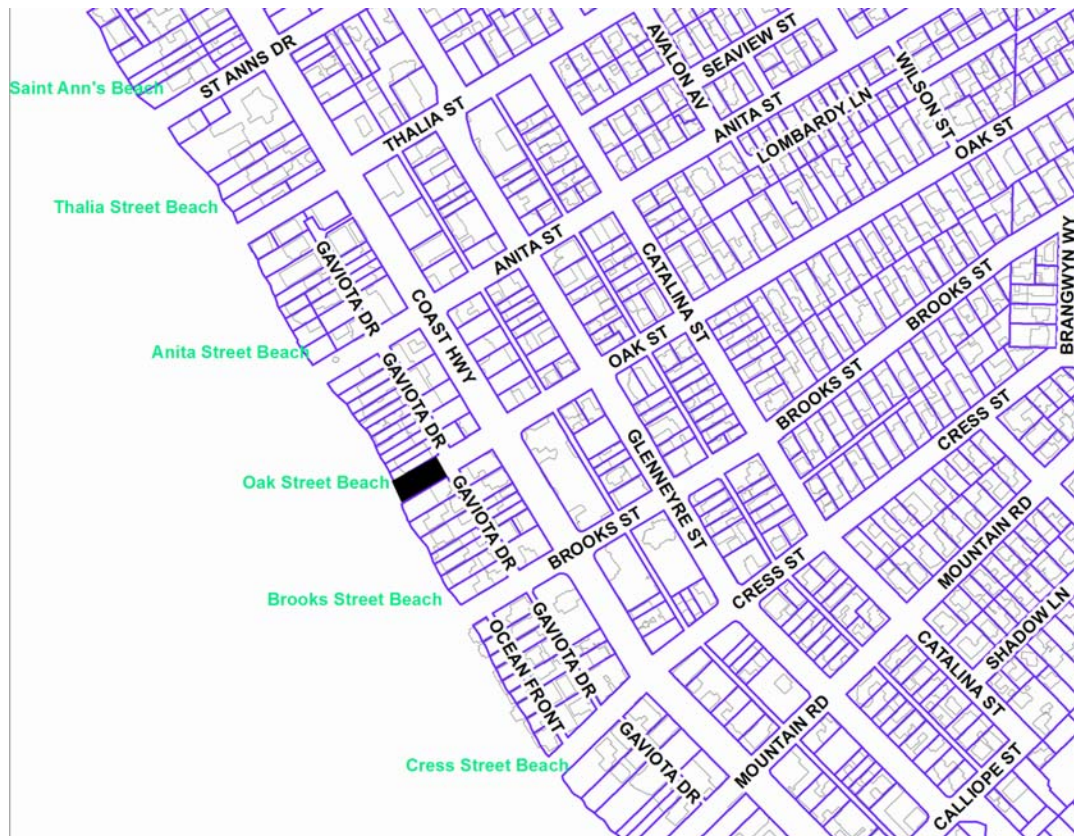 AVALON AV
SEAVIEW ST
ST ANNS DR
Saint Ann's Beach
WILSON ST
THALIA ST
ANITA ST
LOMBARDY LN
OAK ST
Thalia Street Beach
ANITA ST
CATALINA ST
BROOKS ST
BRANGWYN WY
GAVIOTA DR
COAST HWY
OAK ST
Anita Street Beach
GAVIOTA DR
BROOKS ST
CRESS ST
GLENNEYRE ST
Oak Street Beach
GAVIOTA DR
BROOKS ST
MOUNTAIN RD
CRESS ST
Brooks Street Beach
OCEAN FRONT
GAVIOTA DR
SHADOW LN
CATALINA ST
Cress Street Beach
GAVIOTA DR
MOUNTAIN RD
CALLIOPE ST